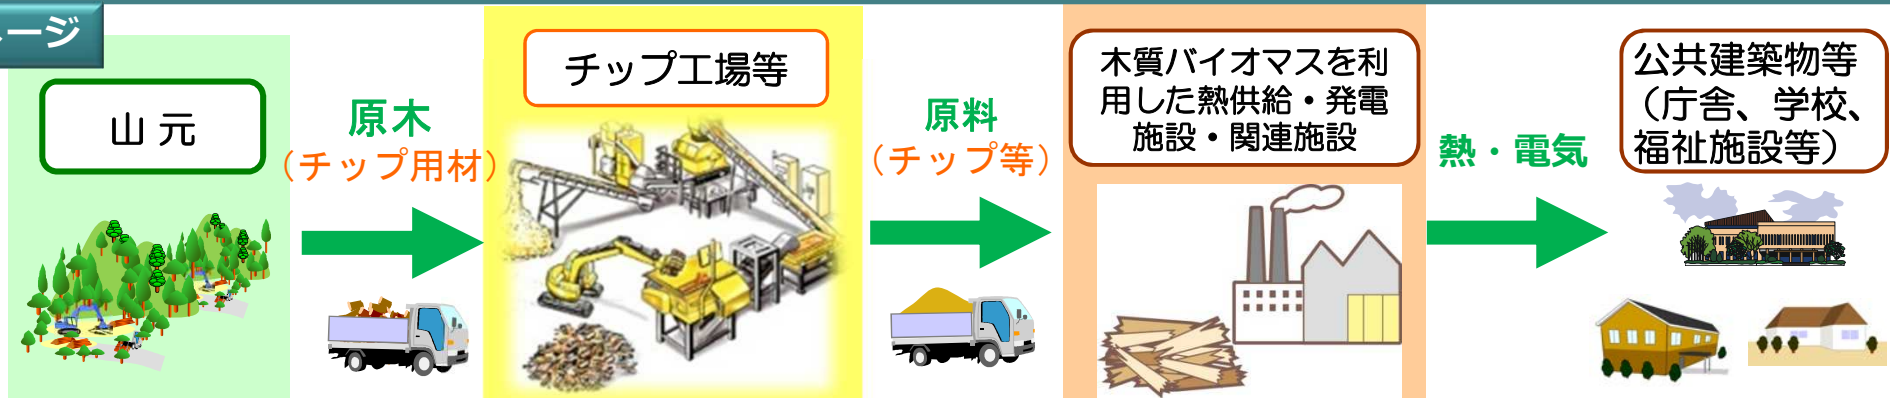 ージ
山 元
原木
（チップ用材）
チップ工場等
原料
（チップ等）
木質バイオマスを利
用した熱供給・発電
施設・関連施設
熱・電気
公共建築物等
（庁舎、学校、
福祉施設等）